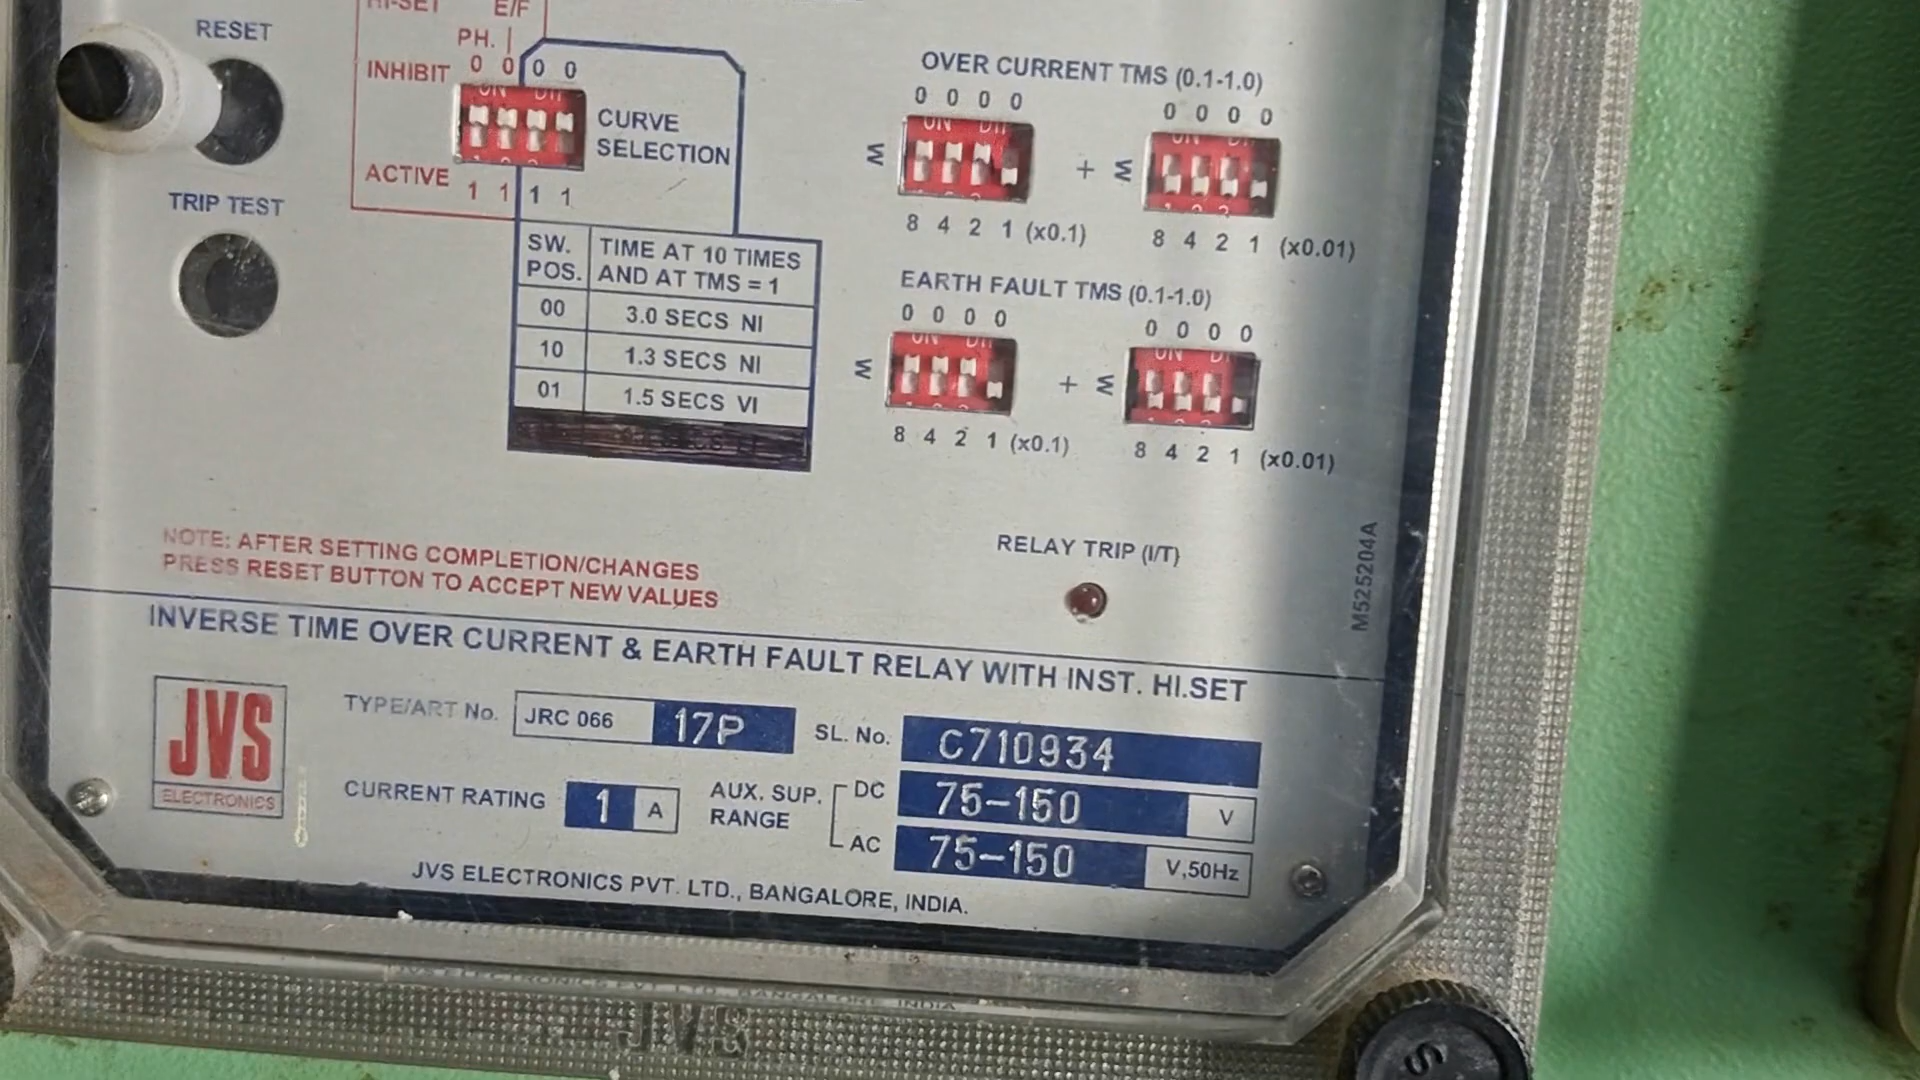 HI-SET E/F
PH.
INHIBIT 0 0 0 0
ON DII
1 2 3
ACTIVE 1 1 1 1
CURVE
SELECTION
RESET
TRIP TEST
SW.
POS.
TIME AT 10 TIMES
AND AT TMS = 1
00 3.0 SECS NI
10 1.3 SECS NI
01 1.5 SECS VI
OVER CURRENT TMS (0.1-1.0)
0 0 0 0 0 0 0 0
Σ + Σ
8 4 2 1 (x0.1) 8 4 2 1 (x0.01)
EARTH FAULT TMS (0.1-1.0)
0 0 0 0 0 0 0 0
Σ + Σ
8 4 2 1 (x0.1) 8 4 2 1 (x0.01)
NOTE: AFTER SETTING COMPLETION/CHANGES
PRESS RESET BUTTON TO ACCEPT NEW VALUES
RELAY TRIP (I/T)
M525204A
INVERSE TIME OVER CURRENT & EARTH FAULT RELAY WITH INST. HI.SET
JVS
ELECTRONICS
TYPE/ART No. JRC 066 17P SL. No. C710934
CURRENT RATING 1 A AUX. SUP.
RANGE
DC 75-150 V
AC 75-150 V,50Hz
JVS ELECTRONICS PVT. LTD., BANGALORE, INDIA.
JVS